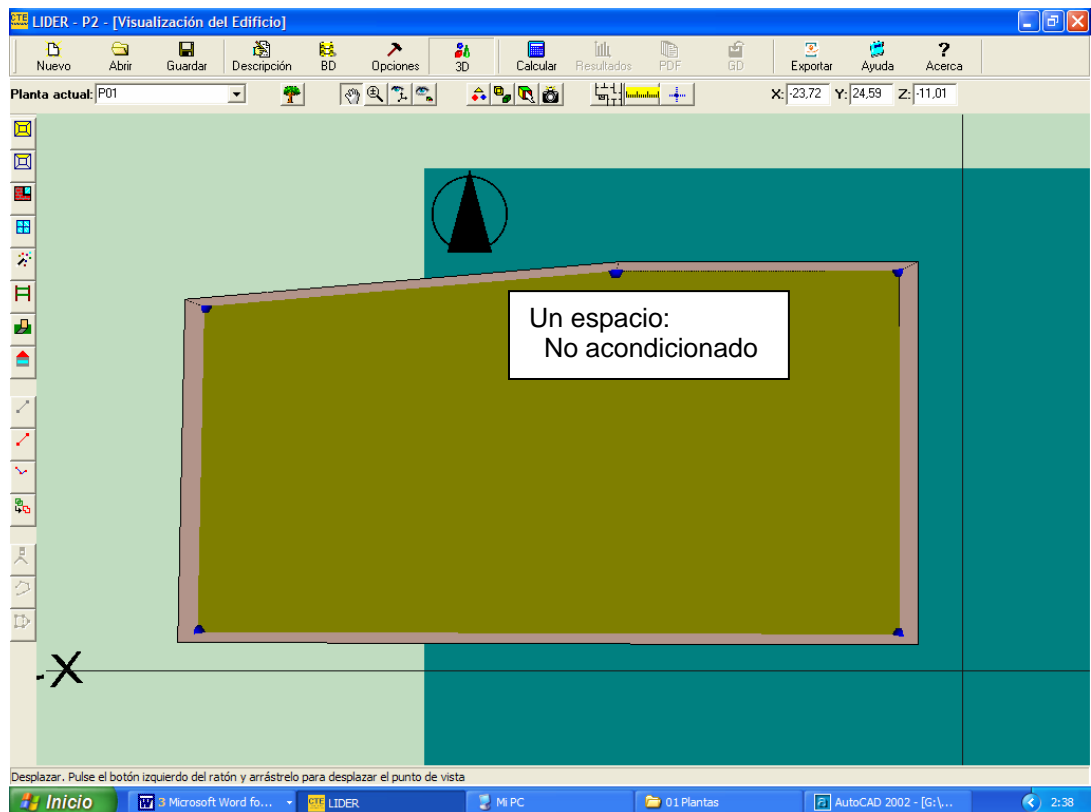 CTE LIDER - P2 - [Visualización del Edificio]
Nuevo Abrir Guardar Descripción BD Opciones 3D Calcular Resultados PDF GD Exportar Ayuda Acerca
Planta actual: P01 X: -23,72 Y: 24,59 Z: -11,01
Un espacio:
No acondicionado
X
Desplazar. Pulse el botón izquierdo del ratón y arrástrelo para desplazar el punto de vista
Inicio 3 Microsoft Word fo... CTE LIDER Mi PC 01 Plantas AutoCAD 2002 - [G:\... 2:38